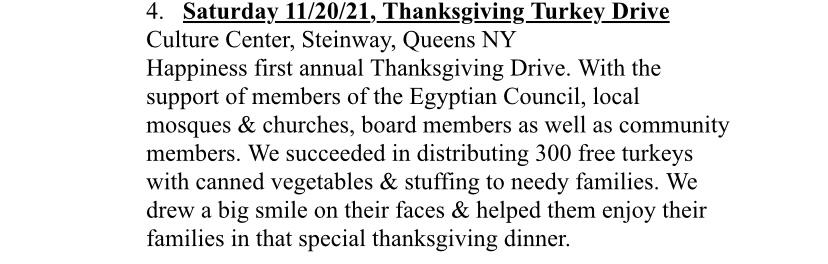 4. Saturday 11/20/21, Thanksgiving Turkey Drive
Culture Center, Steinway, Queens NY
Happiness first annual Thanksgiving Drive. With the
support of members of the Egyptian Council, local
mosques & churches, board members as well as community
members. We succeeded in distributing 300 free turkeys
with canned vegetables & stuffing to needy families. We
drew a big smile on their faces & helped them enjoy their
families in that special thanksgiving dinner.